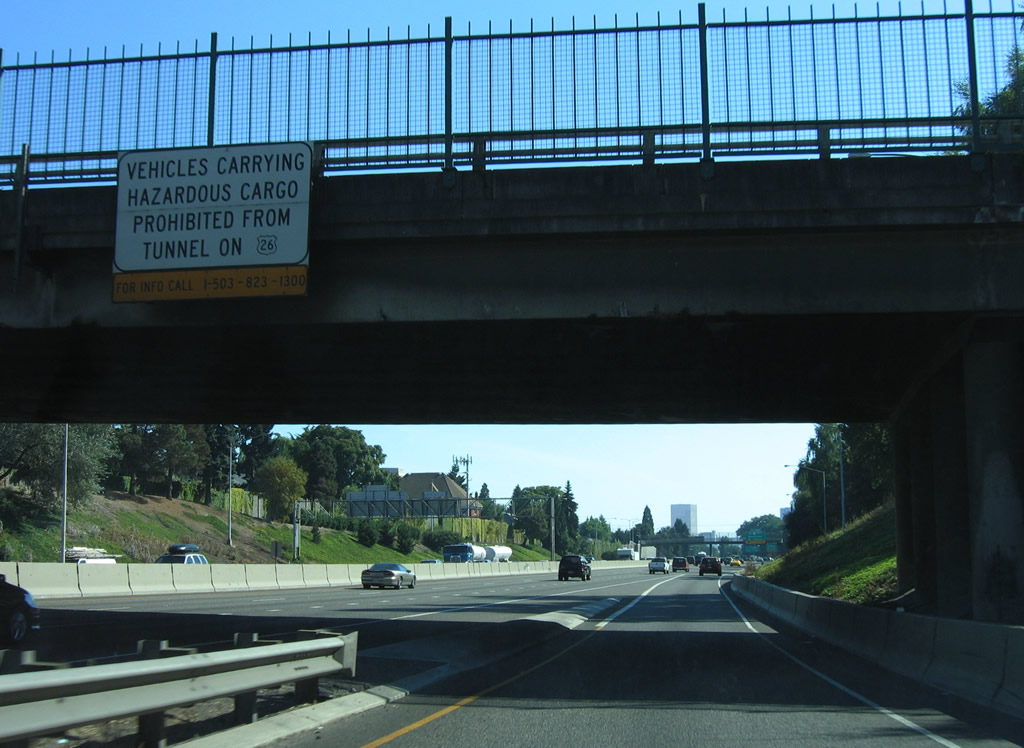 VEHICLES CARRYING
HAZARDOUS CARGO
PROHIBITED FROM
TUNNEL ON 26
FOR INFO CALL 1-503-823-1300